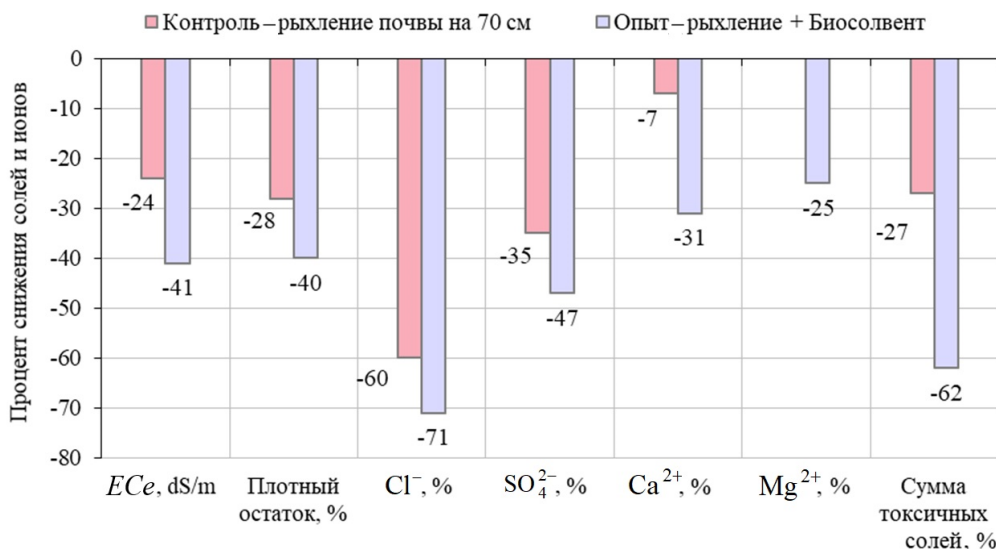 Контроль – рыхление почвы на 70 см
Опыт – рыхление + Биосолвент
Процент снижения солей и ионов
0
-10
-20
-30
-40
-50
-60
-70
-80
-24
-41
-28
-40
-60
-71
-35
-47
-7
-31
-25
-27
-62
ECe, dS/m
Плотный
остаток, %
Cl⁻, %
SO₄²⁻, %
Ca²⁺, %
Mg²⁺, %
Сумма
токсичных
солей, %